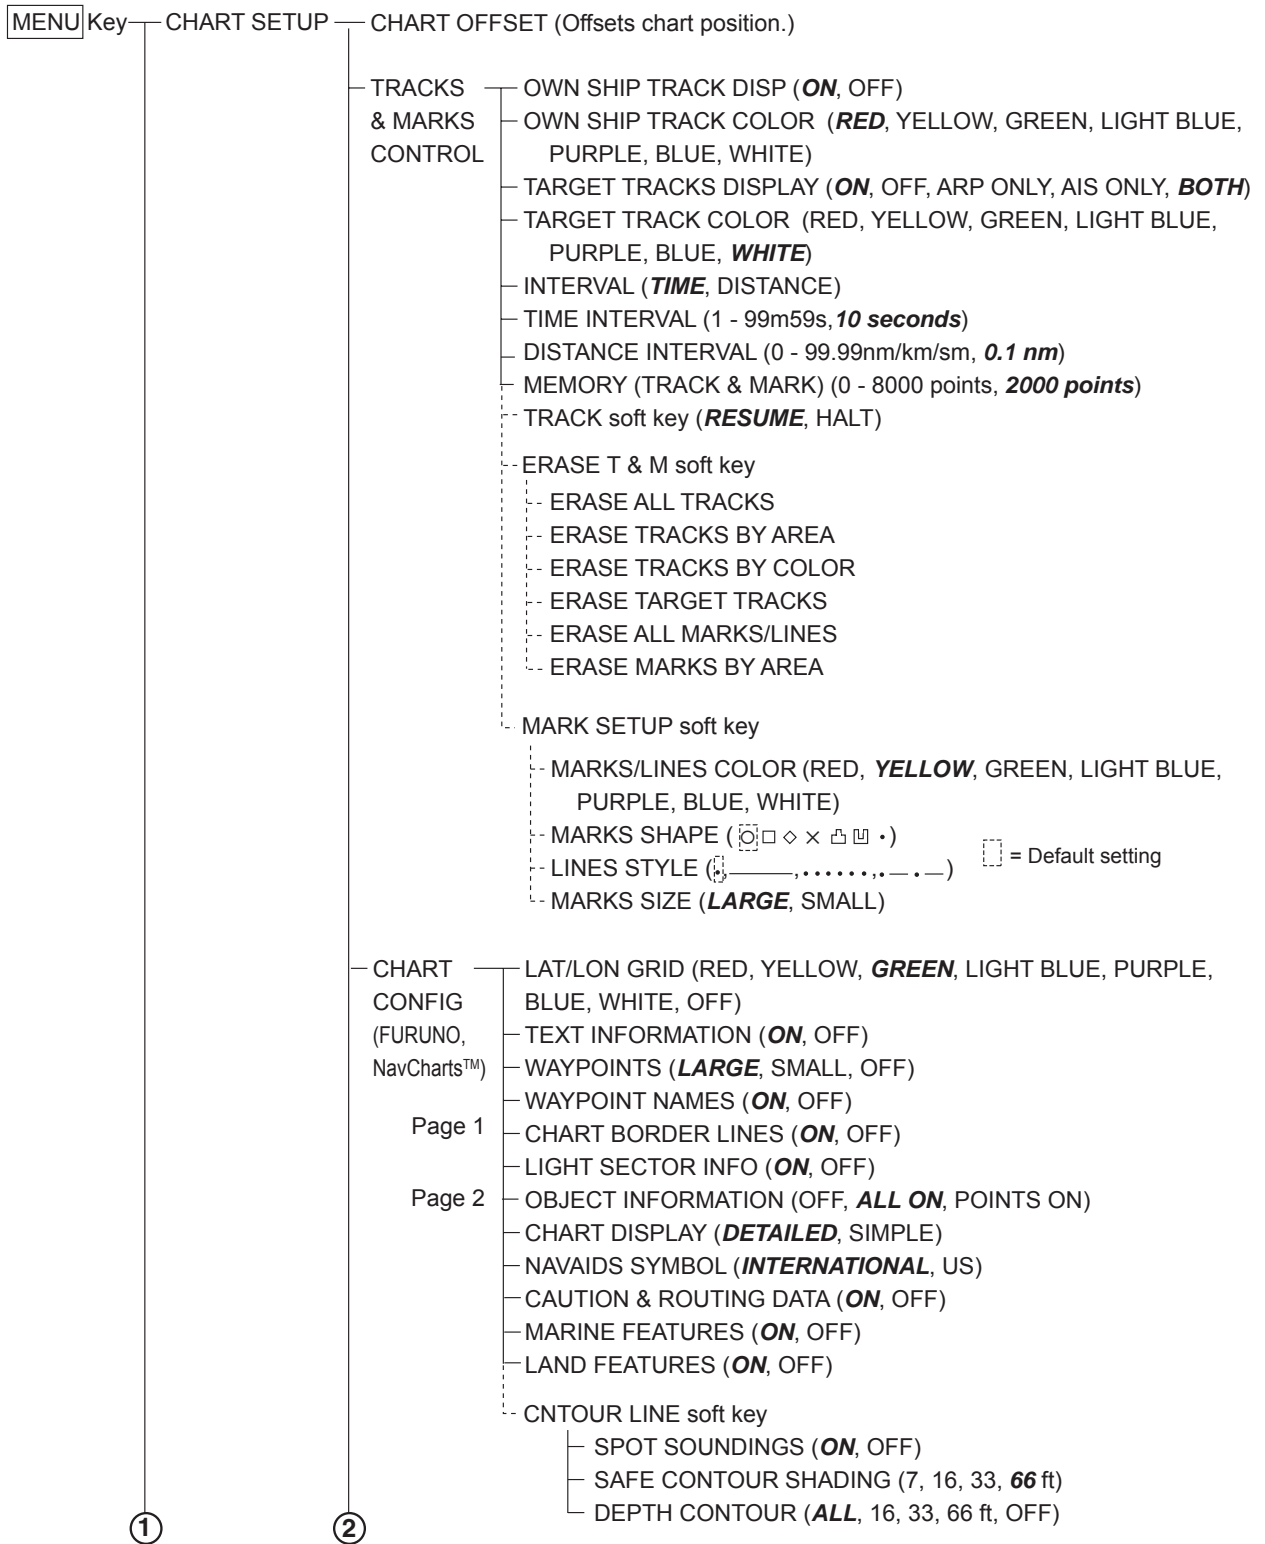 MENU Key CHART SETUP CHART OFFSET (Offsets chart position.)
TRACKS & MARKS CONTROL
OWN SHIP TRACK DISP (ON, OFF)
OWN SHIP TRACK COLOR (RED, YELLOW, GREEN, LIGHT BLUE,
PURPLE, BLUE, WHITE)
TARGET TRACKS DISPLAY (ON, OFF, ARP ONLY, AIS ONLY, BOTH)
TARGET TRACK COLOR (RED, YELLOW, GREEN, LIGHT BLUE,
PURPLE, BLUE, WHITE)
INTERVAL (TIME, DISTANCE)
TIME INTERVAL (1 - 99m59s, 10 seconds)
DISTANCE INTERVAL (0 - 99.99nm/km/sm, 0.1 nm)
MEMORY (TRACK & MARK) (0 - 8000 points, 2000 points)
TRACK soft key (RESUME, HALT)
ERASE T & M soft key
ERASE ALL TRACKS
ERASE TRACKS BY AREA
ERASE TRACKS BY COLOR
ERASE TARGET TRACKS
ERASE ALL MARKS/LINES
ERASE MARKS BY AREA
MARK SETUP soft key
MARKS/LINES COLOR (RED, YELLOW, GREEN, LIGHT BLUE,
PURPLE, BLUE, WHITE)
MARKS SHAPE ( )
= Default setting
LINES STYLE ( )
MARKS SIZE (LARGE, SMALL)
CHART CONFIG (FURUNO, NavCharts™)
LAT/LON GRID (RED, YELLOW, GREEN, LIGHT BLUE, PURPLE,
BLUE, WHITE, OFF)
TEXT INFORMATION (ON, OFF)
WAYPOINTS (LARGE, SMALL, OFF)
WAYPOINT NAMES (ON, OFF)
Page 1
CHART BORDER LINES (ON, OFF)
LIGHT SECTOR INFO (ON, OFF)
Page 2
OBJECT INFORMATION (OFF, ALL ON, POINTS ON)
CHART DISPLAY (DETAILED, SIMPLE)
NAVAIDS SYMBOL (INTERNATIONAL, US)
CAUTION & ROUTING DATA (ON, OFF)
MARINE FEATURES (ON, OFF)
LAND FEATURES (ON, OFF)
CNTOUR LINE soft key
SPOT SOUNDINGS (ON, OFF)
SAFE CONTOUR SHADING (7, 16, 33, 66 ft)
DEPTH CONTOUR (ALL, 16, 33, 66 ft, OFF)
1 2